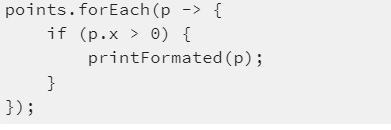 points.forEach(p -> {
    if (p.x > 0) {
        printFormated(p);
    }
});